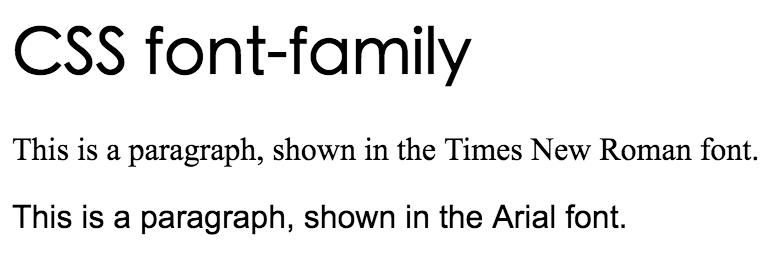 CSS font-family
This is a paragraph, shown in the Times New Roman font.
This is a paragraph, shown in the Arial font.